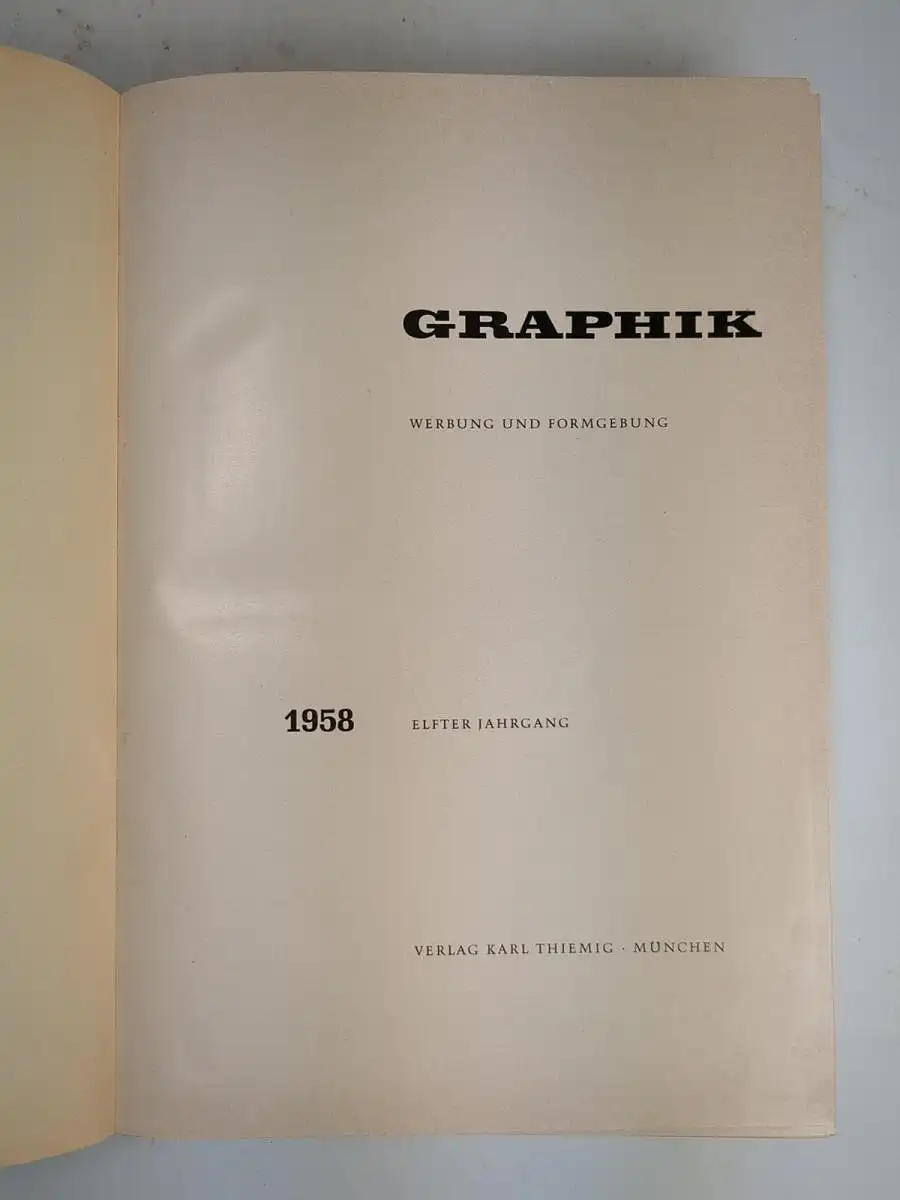 GRAPHIK
WERBUNG UND FORMGEBUNG
1958 ELFTER JAHRGANG
VERLAG KARL THIEMIG · MÜNCHEN